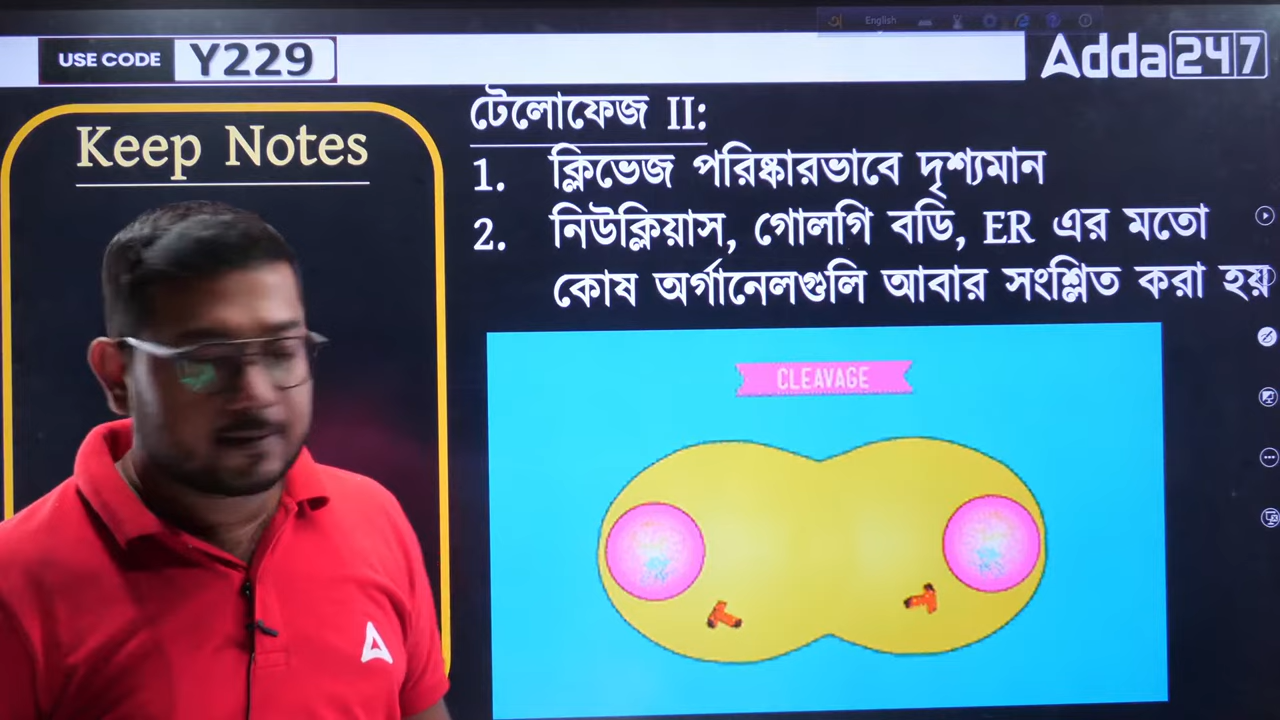 English
USE CODE Y229
Adda247
Keep Notes
টেলোফেজ II:
1. ক্লিভেজ পরিষ্কারভাবে দৃশ্যমান
2. নিউক্লিয়াস, গোলগি বডি, ER এর মতো
কোষ অর্গানেলগুলি আবার সংশ্লিত করা হয়
CLEAVAGE